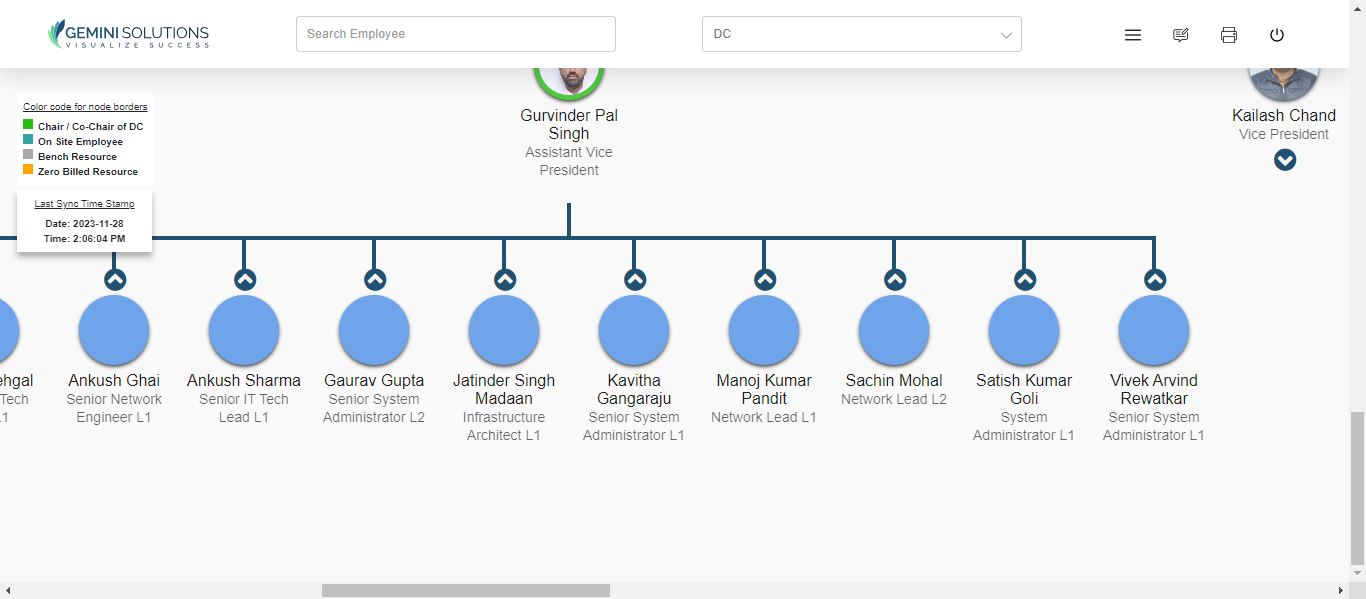 GEMINI SOLUTIONS
VISUALIZE SUCCESS
Search Employee
DC
Color code for node borders
Chair / Co-Chair of DC
On Site Employee
Bench Resource
Zero Billed Resource
Last Sync Time Stamp
Date: 2023-11-28
Time: 2:06:04 PM
Gurvinder Pal
Singh
Assistant Vice
President
Kailash Chand
Vice President
ehgal
Tech
L1
Ankush Ghai
Senior Network
Engineer L1
Ankush Sharma
Senior IT Tech
Lead L1
Gaurav Gupta
Senior System
Administrator L2
Jatinder Singh
Madaan
Infrastructure
Architect L1
Kavitha
Gangaraju
Senior System
Administrator L1
Manoj Kumar
Pandit
Network Lead L1
Sachin Mohal
Network Lead L2
Satish Kumar
Goli
System
Administrator L1
Vivek Arvind
Rewatkar
Senior System
Administrator L1